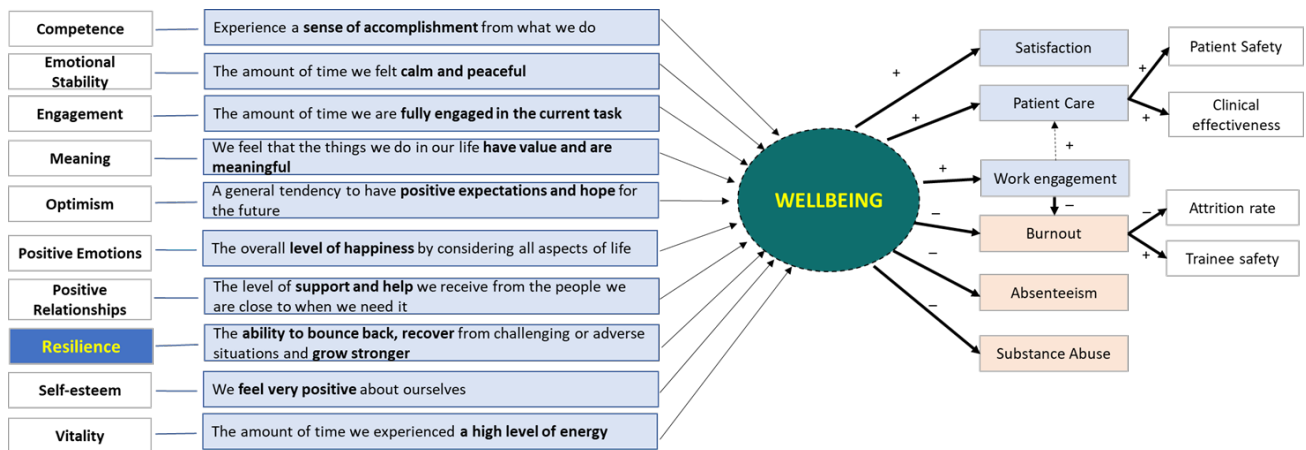 Competence
Experience a sense of accomplishment from what we do
Emotional
Stability
The amount of time we felt calm and peaceful
Engagement
The amount of time we are fully engaged in the current task
Meaning
We feel that the things we do in our life have value and are
meaningful
Optimism
A general tendency to have positive expectations and hope for
the future
Positive Emotions
The overall level of happiness by considering all aspects of life
Positive
Relationships
The level of support and help we receive from the people we
are close to when we need it
Resilience
The ability to bounce back, recover from challenging or adverse
situations and grow stronger
Self-esteem
We feel very positive about ourselves
Vitality
The amount of time we experienced a high level of energy
WELLBEING
+
Satisfaction
+
Patient Care
+
Patient Safety
+
Clinical
effectiveness
+
+
Work engagement
–
–
Burnout
–
Attrition rate
+
Trainee safety
–
Absenteeism
–
Substance Abuse